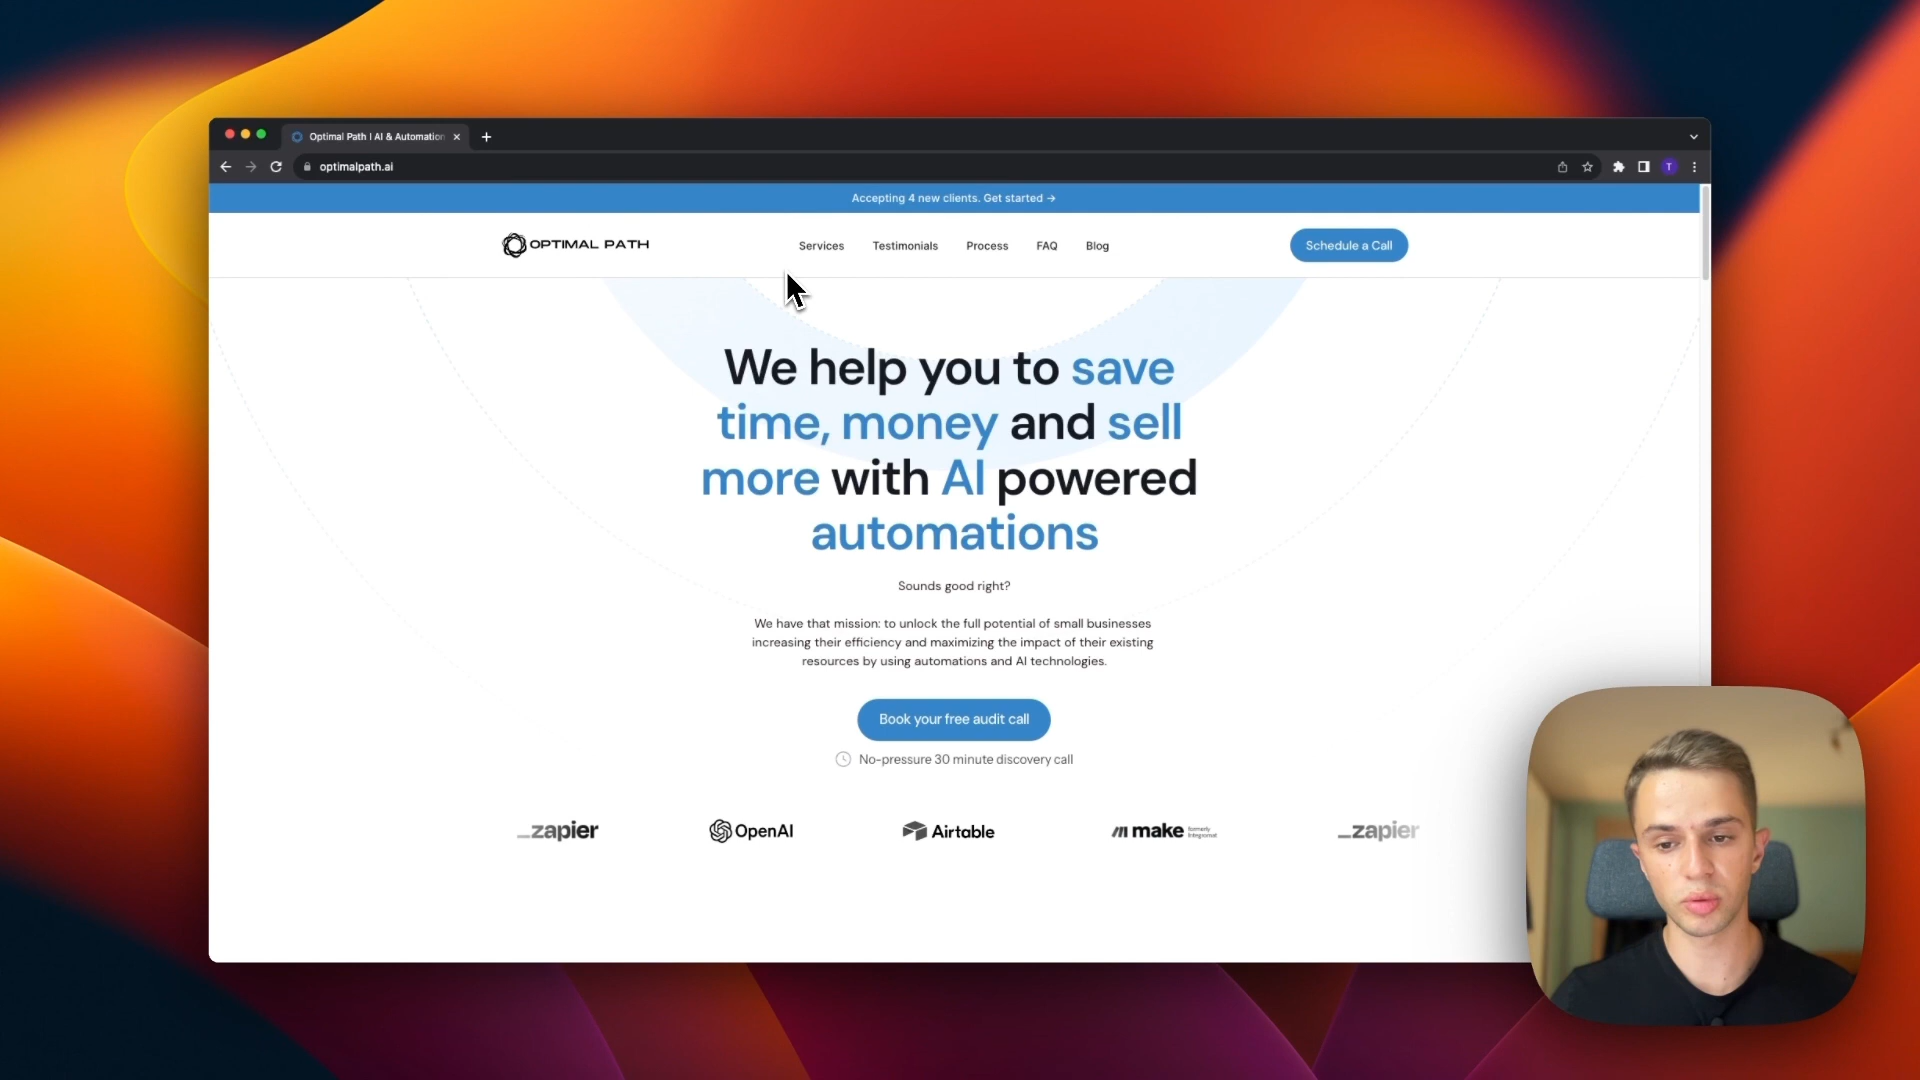 Optimal Path | AI & Automation
optimalpath.ai
T
Accepting 4 new clients. Get started →
OPTIMAL PATH
Services
Testimonials
Process
FAQ
Blog
Schedule a Call
We help you to save
time, money and sell
more with AI powered
automations
Sounds good right?
We have that mission: to unlock the full potential of small businesses
increasing their efficiency and maximizing the impact of their existing
resources by using automations and AI technologies.
Book your free audit call
No-pressure 30 minute discovery call
_zapier
OpenAI
Airtable
make formerly Integromat
_zapier